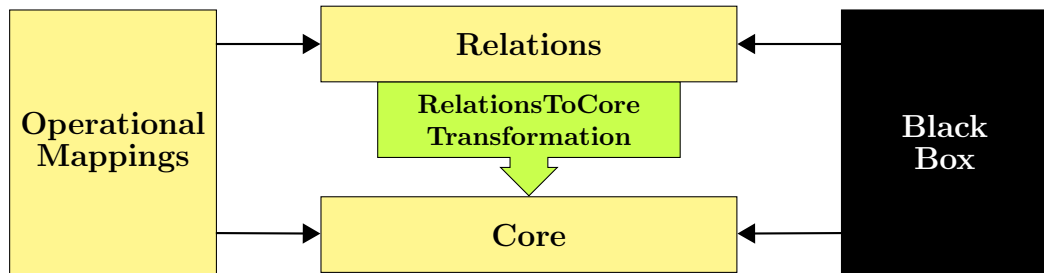 Relations
RelationsToCore
Transformation
Operational
Mappings
Black
Box
Core